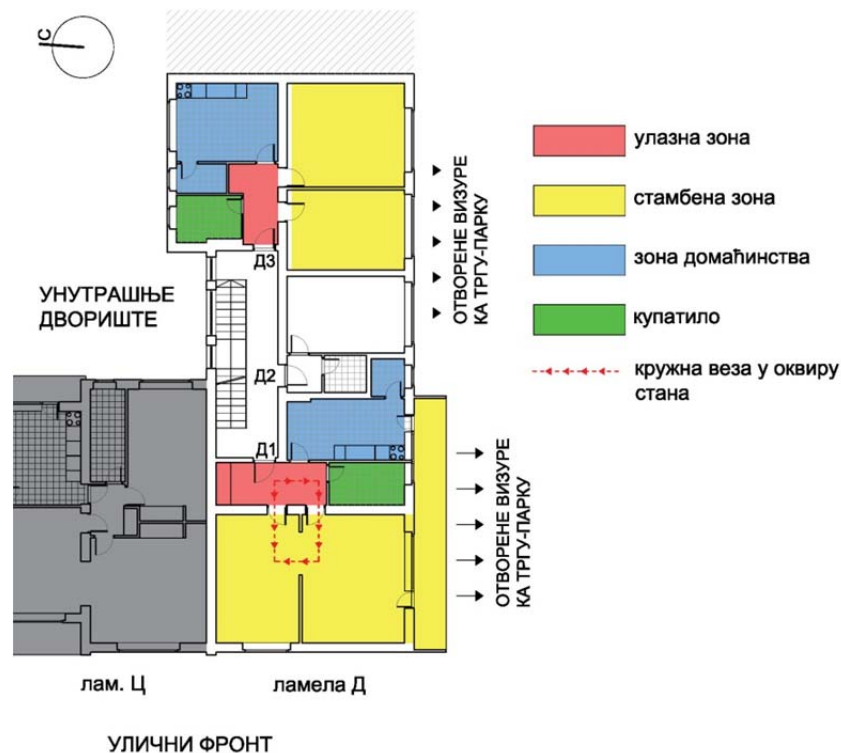 ІС
улазна зона
стамбена зона
зона домаћинства
купатило
кружна веза у оквиру
стана
ОТВОРЕНЕ ВИЗУРЕ
КА ТРГУ-ПАРКУ
УНУТРАШЊЕ
ДВОРИШТЕ
Д3
Д2
Д1
ОТВОРЕНЕ ВИЗУРЕ
КА ТРГУ-ПАРКУ
лам. Ц
ламела Д
УЛИЧНИ ФРОНТ